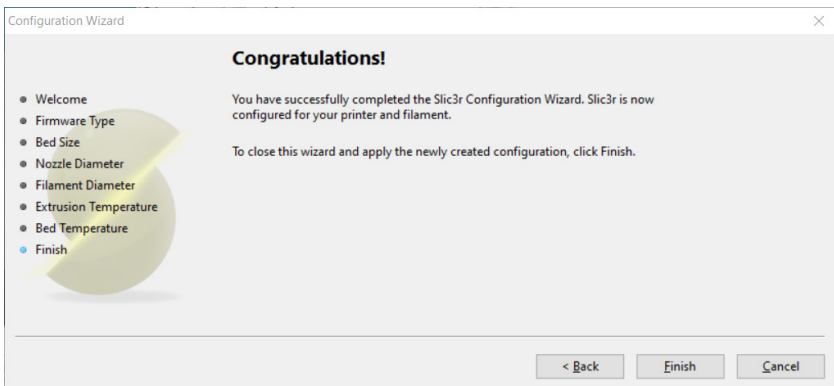 Configuration Wizard
Congratulations!
Welcome
Firmware Type
Bed Size
Nozzle Diameter
Filament Diameter
Extrusion Temperature
Bed Temperature
Finish
You have successfully completed the Slic3r Configuration Wizard. Slic3r is now
configured for your printer and filament.
To close this wizard and apply the newly created configuration, click Finish.
< Back
Finish
Cancel